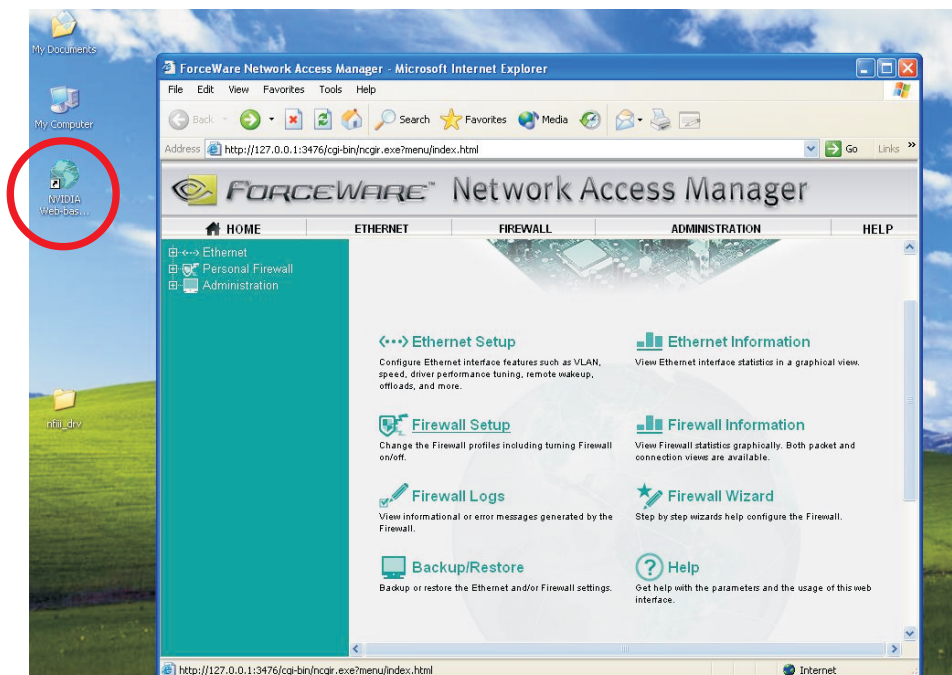 My Documents
My Computer
NVIDIA
Web-bas...
nfiii_drv
ForceWare Network Access Manager - Microsoft Internet Explorer
File Edit View Favorites Tools Help
Back Search Favorites Media
Address http://127.0.0.1:3476/cgi-bin/ncgir.exe?menu/index.html Go Links »
FORCEWARE™ Network Access Manager
HOME ETHERNET FIREWALL ADMINISTRATION HELP
Ethernet
Personal Firewall
Administration
Ethernet Setup
Configure Ethernet interface features such as VLAN,
speed, driver performance tuning, remote wakeup,
offloads, and more.
Ethernet Information
View Ethernet interface statistics in a graphical view.
Firewall Setup
Change the Firewall profiles including turning Firewall
on/off.
Firewall Information
View Firewall statistics graphically. Both packet and
connection views are available.
Firewall Logs
View informational or error messages generated by the
Firewall.
Firewall Wizard
Step by step wizards help configure the Firewall.
Backup/Restore
Backup or restore the Ethernet and/or Firewall settings.
Help
Get help with the parameters and the usage of this web
interface.
http://127.0.0.1:3476/cgi-bin/ncgir.exe?menu/index.html Internet